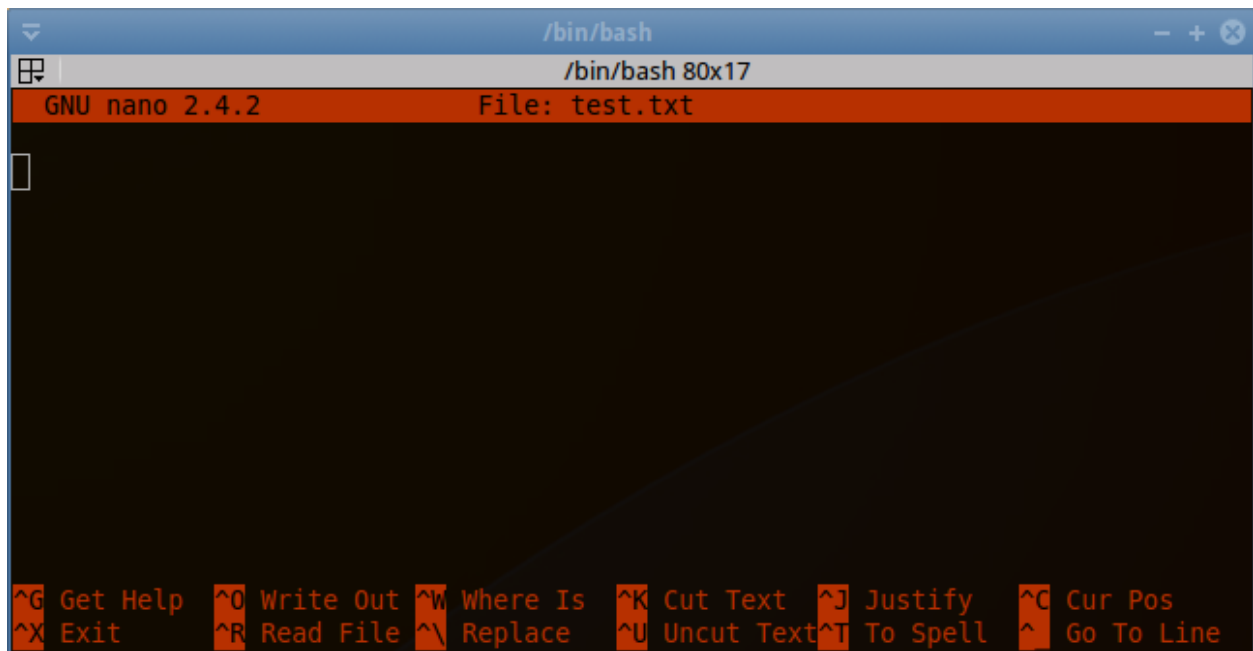 /bin/bash
/bin/bash 80x17
GNU nano 2.4.2 File: test.txt
^G Get Help ^O Write Out ^W Where Is ^K Cut Text ^J Justify ^C Cur Pos
^X Exit ^R Read File ^\ Replace ^U Uncut Text ^T To Spell ^_ Go To Line